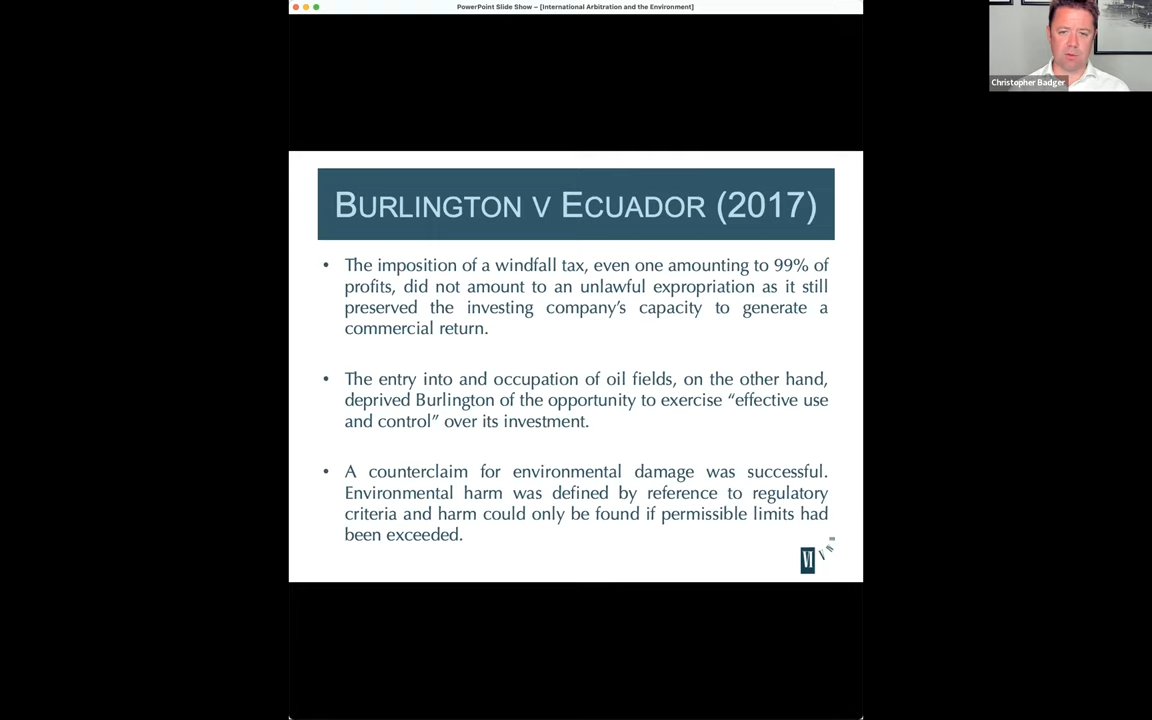 PowerPoint Slide Show – [International Arbitration and the Environment]
Christopher Badger
BURLINGTON V ECUADOR (2017)
• The imposition of a windfall tax, even one amounting to 99% of
profits, did not amount to an unlawful expropriation as it still
preserved the investing company’s capacity to generate a
commercial return.
• The entry into and occupation of oil fields, on the other hand,
deprived Burlington of the opportunity to exercise “effective use
and control” over its investment.
• A counterclaim for environmental damage was successful.
Environmental harm was defined by reference to regulatory
criteria and harm could only be found if permissible limits had
been exceeded.
VI